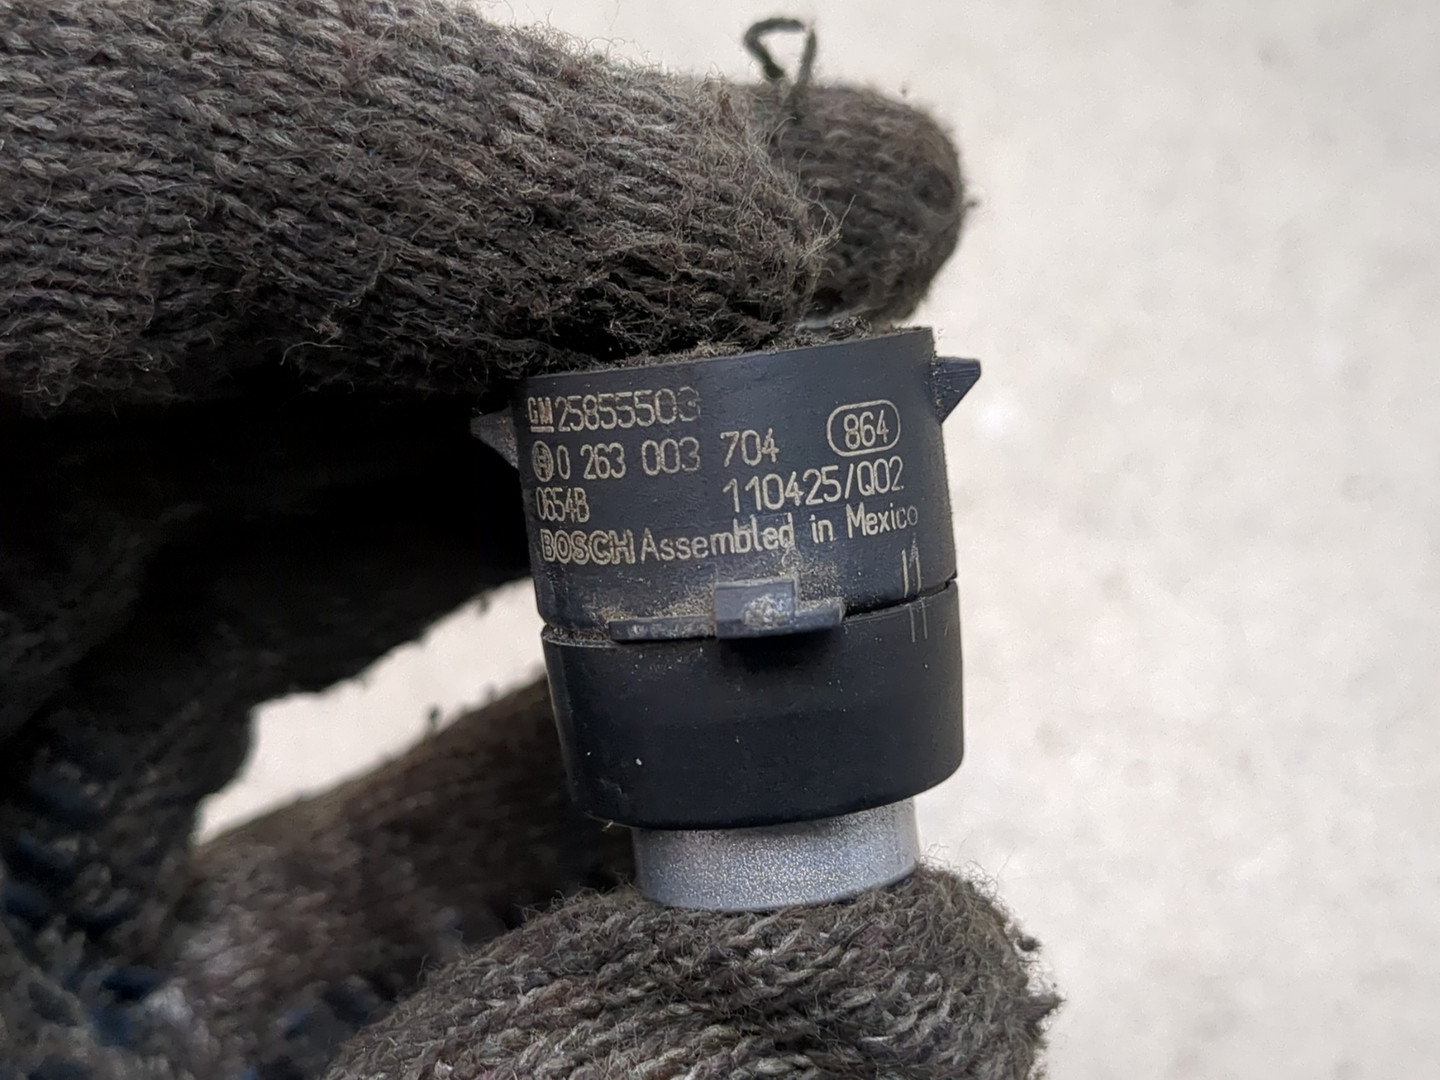 GM 25855503
0 263 003 704 864
0654B 110425/Q02
BOSCH Assembled in Mexico